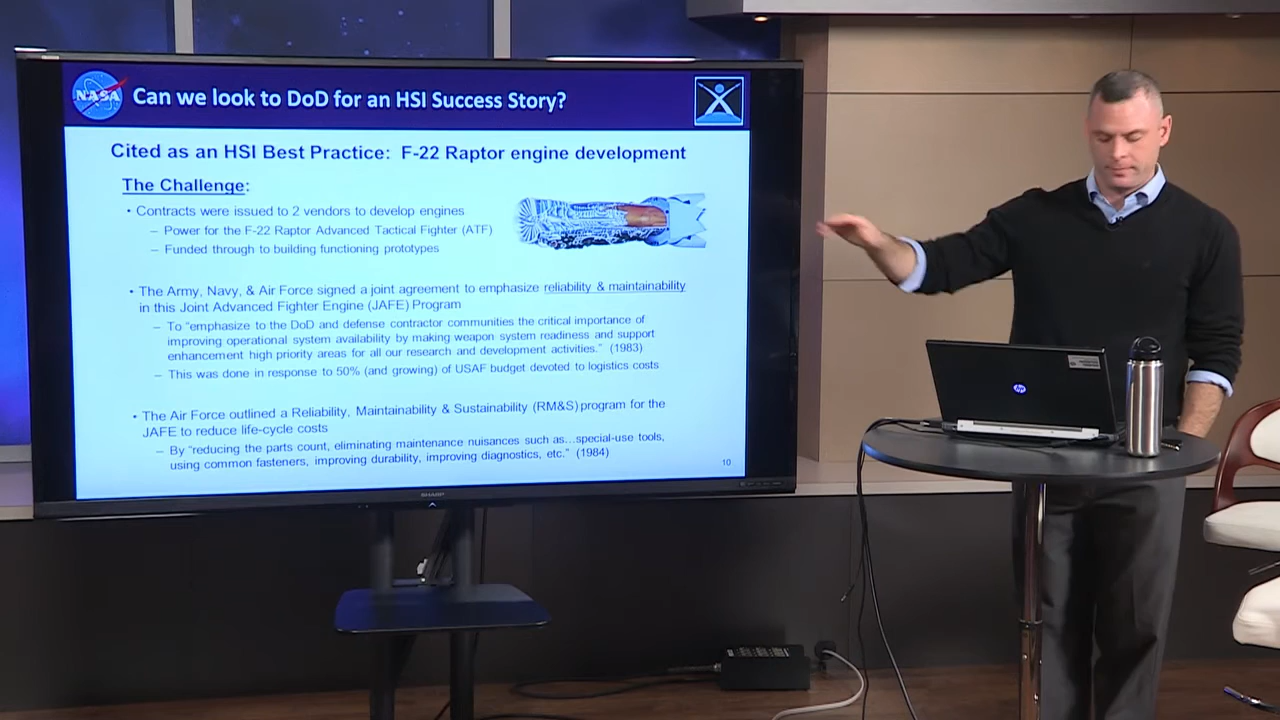 NASA
Can we look to DoD for an HSI Success Story?
Cited as an HSI Best Practice: F-22 Raptor engine development
The Challenge:
• Contracts were issued to 2 vendors to develop engines
– Power for the F-22 Raptor Advanced Tactical Fighter (ATF)
– Funded through to building functioning prototypes
• The Army, Navy, & Air Force signed a joint agreement to emphasize reliability & maintainability
in this Joint Advanced Fighter Engine (JAFE) Program
– To “emphasize to the DoD and defense contractor communities the critical importance of
improving operational system availability by making weapon system readiness and support
enhancement high priority areas for all our research and development activities.” (1983)
– This was done in response to 50% (and growing) of USAF budget devoted to logistics costs
• The Air Force outlined a Reliability, Maintainability & Sustainability (RM&S) program for the
JAFE to reduce life-cycle costs
– By “reducing the parts count, eliminating maintenance nuisances such as…special-use tools,
using common fasteners, improving durability, improving diagnostics, etc.” (1984)
10
SHARP
hp